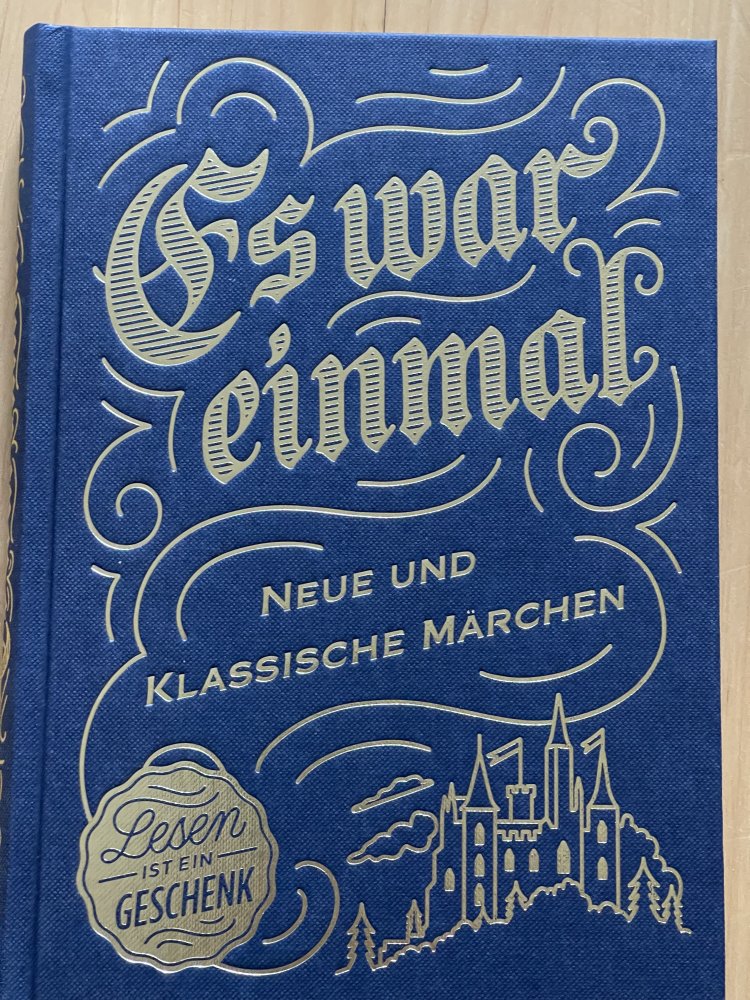 Es war
einmal
NEUE UND
KLASSISCHE MÄRCHEN
Lesen
IST EIN
GESCHENK